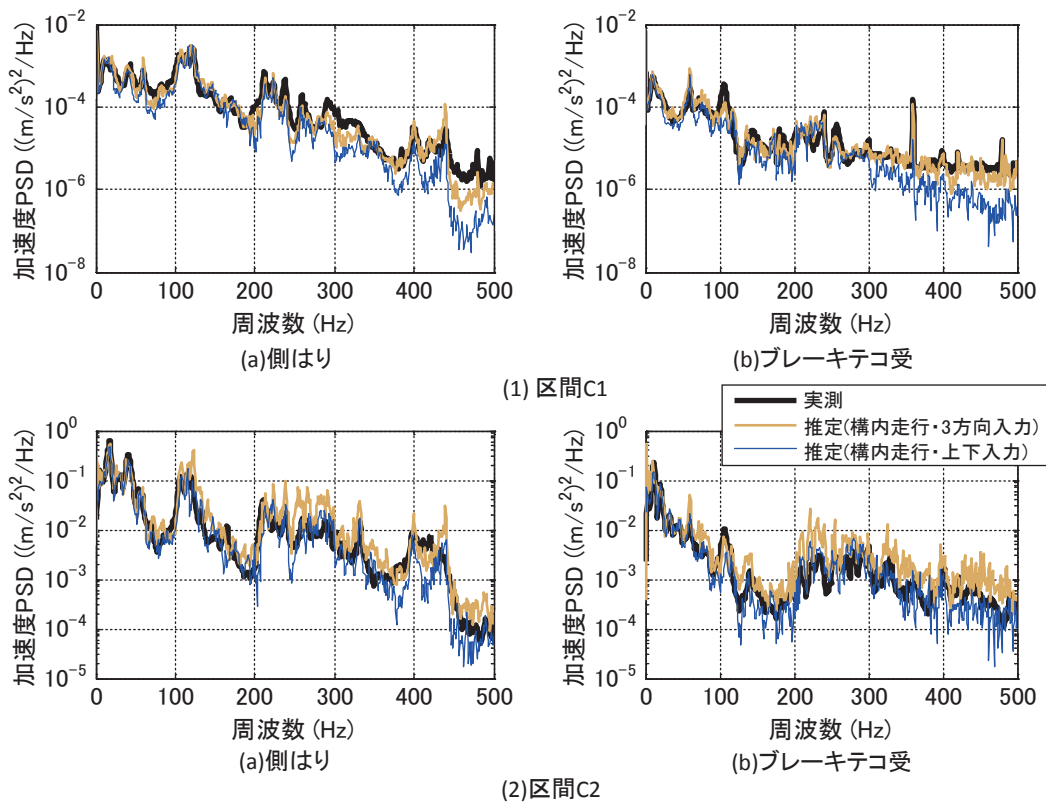 10⁻²
10⁻⁴
10⁻⁶
10⁻⁸
加速度PSD ((m/s²)²/Hz)
0 100 200 300 400 500
周波数 (Hz)
(a)側はり
10⁻²
10⁻⁴
10⁻⁶
10⁻⁸
加速度PSD ((m/s²)²/Hz)
0 100 200 300 400 500
周波数 (Hz)
(b)ブレーキテコ受
(1) 区間C1
実測
推定(構内走行・3方向入力)
推定(構内走行・上下入力)
10⁰
10⁻¹
10⁻²
10⁻³
10⁻⁴
10⁻⁵
加速度PSD ((m/s²)²/Hz)
0 100 200 300 400 500
周波数 (Hz)
(a)側はり
10⁰
10⁻¹
10⁻²
10⁻³
10⁻⁴
10⁻⁵
加速度PSD ((m/s²)²/Hz)
0 100 200 300 400 500
周波数 (Hz)
(b)ブレーキテコ受
(2)区間C2